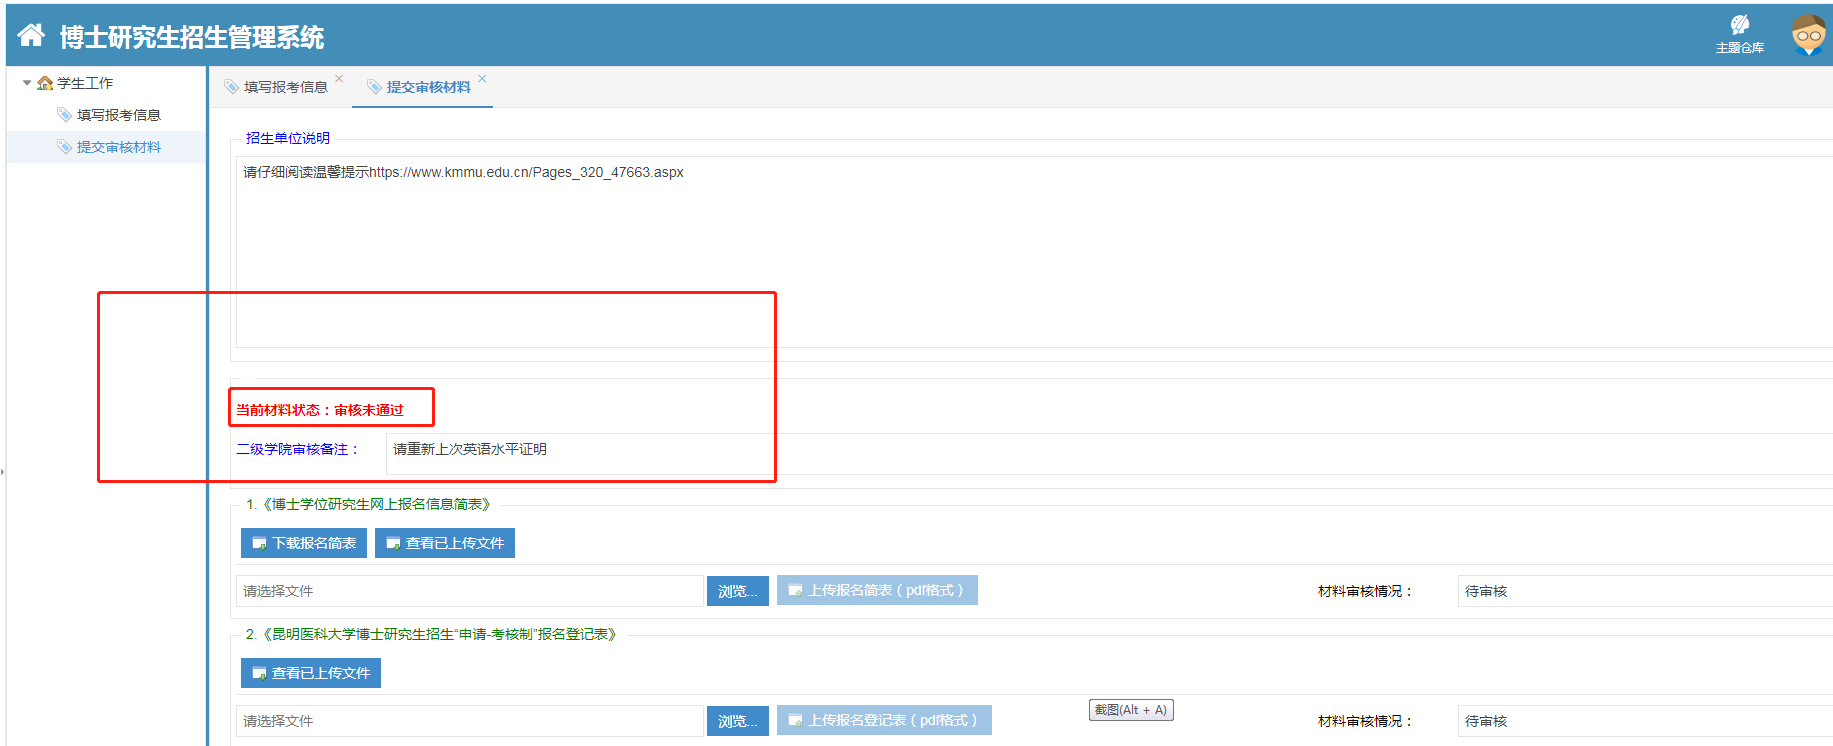 博士研究生招生管理系统
主题仓库
学生工作
填写报考信息
提交审核材料
填写报考信息
提交审核材料
招生单位说明
请仔细阅读温馨提示https://www.kmmu.edu.cn/Pages_320_47663.aspx
当前材料状态：审核未通过
二级学院审核备注：
请重新上次英语水平证明
1.《博士学位研究生网上报名信息简表》
下载报名简表
查看已上传文件
请选择文件
浏览...
上传报名简表（pdf格式）
材料审核情况：
待审核
2.《昆明医科大学博士研究生招生“申请-考核制”报名登记表》
查看已上传文件
请选择文件
浏览...
上传报名登记表（pdf格式）
截图(Alt + A)
材料审核情况：
待审核